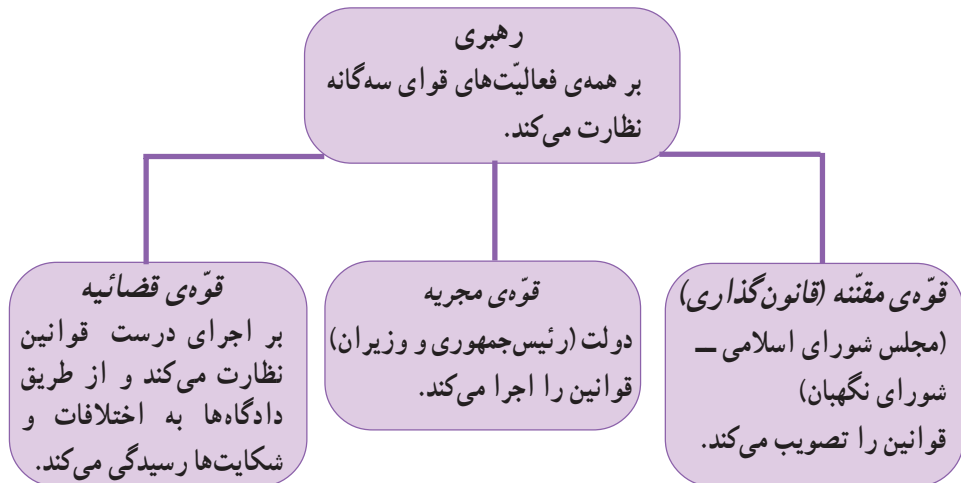 رهبری
بر همه‌ی فعالیّت‌های قوای سه‌گانه
نظارت می‌کند.
قوّه‌ی مقنّنه (قانون‌گذاری)
(مجلس شورای اسلامی ــ
شورای نگهبان)
قوانین را تصویب می‌کند.
قوّه‌ی مجریه
دولت (رئیس‌جمهوری و وزیران)
قوانین را اجرا می‌کند.
قوّه‌ی قضائیه
بر اجرای درست قوانین
نظارت می‌کند و از طریق
دادگاه‌ها به اختلافات و
شکایت‌ها رسیدگی می‌کند.